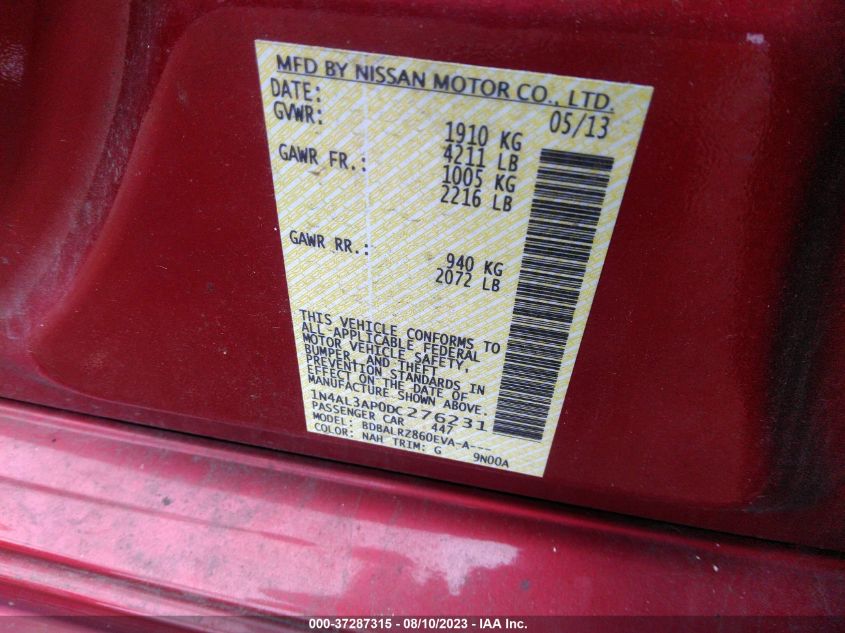 MFD BY NISSAN MOTOR CO., LTD.
DATE: 05/13
GVWR: 1910 KG
4211 LB
GAWR FR.: 1005 KG
2216 LB
GAWR RR.: 940 KG
2072 LB
THIS VEHICLE CONFORMS TO
ALL APPLICABLE FEDERAL
MOTOR VEHICLE SAFETY,
BUMPER, AND THEFT
PREVENTION STANDARDS IN
EFFECT ON THE DATE OF
MANUFACTURE SHOWN ABOVE.
1N4AL3AP0DC276231
PASSENGER CAR 447
MODEL: BDBALRZ860EVA-A---
COLOR: NAH TRIM: G 9N00A
000-37287315 - 08/10/2023 - IAA Inc.